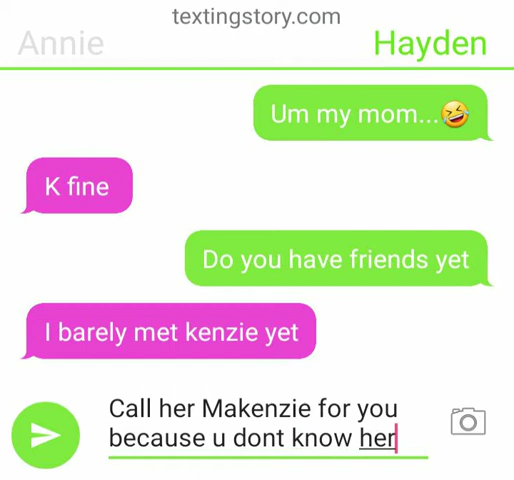 textingstory.com
Annie
Hayden
Um my mom...🤣
K fine
Do you have friends yet
I barely met kenzie yet
Call her Makenzie for you
because u dont know her